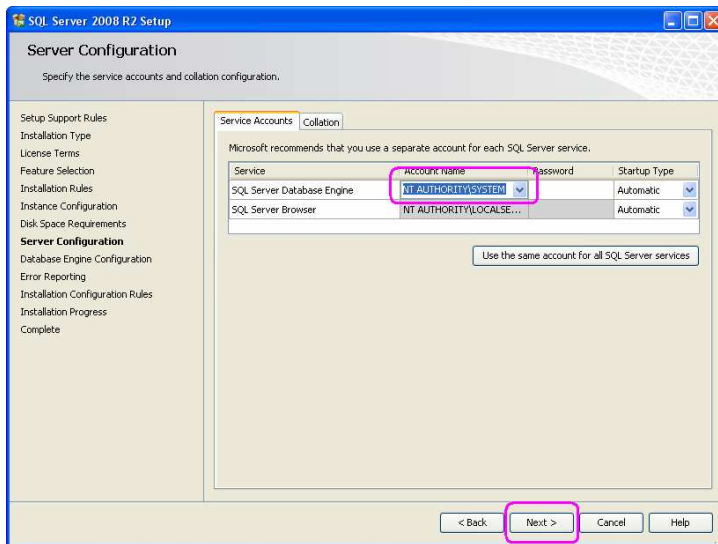 SQL Server 2008 R2 Setup
Server Configuration
Specify the service accounts and collation configuration.
Setup Support Rules
Installation Type
License Terms
Feature Selection
Installation Rules
Instance Configuration
Disk Space Requirements
Server Configuration
Database Engine Configuration
Error Reporting
Installation Configuration Rules
Installation Progress
Complete
Service Accounts Collation
Microsoft recommends that you use a separate account for each SQL Server service.
Service Account Name Password Startup Type
SQL Server Database Engine NT AUTHORITY\SYSTEM Automatic
SQL Server Browser NT AUTHORITY\LOCALSE... Automatic
Use the same account for all SQL Server services
< Back Next > Cancel Help